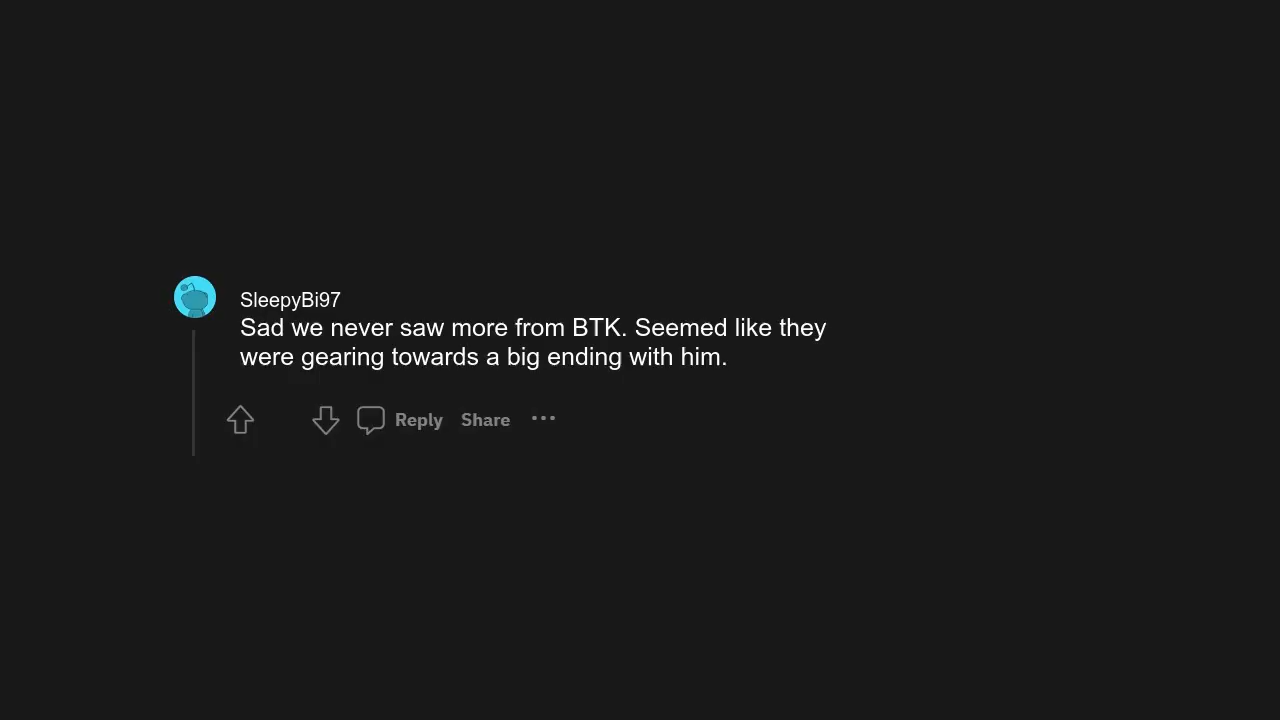 SleepyBi97
Sad we never saw more from BTK. Seemed like they
were gearing towards a big ending with him.
Reply Share